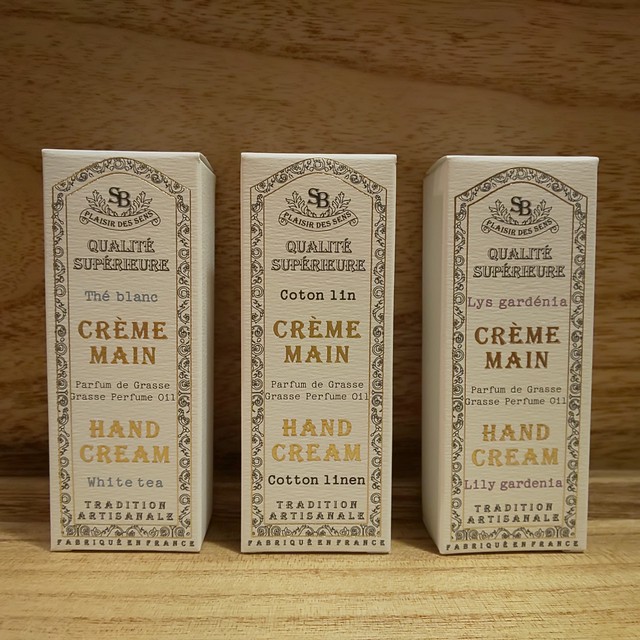 SB
PLAISIR DES SENS
QUALITÉ
SUPÉRIEURE
Thé blanc
CRÈME
MAIN
Parfum de Grasse
Grasse Perfume Oil
HAND
CREAM
White tea
TRADITION
ARTISANALE
FABRIQUÉ EN FRANCE
SB
PLAISIR DES SENS
QUALITÉ
SUPÉRIEURE
Coton lin
CRÈME
MAIN
Parfum de Grasse
Grasse Perfume Oil
HAND
CREAM
Cotton linen
TRADITION
ARTISANALE
FABRIQUÉ EN FRANCE
SB
PLAISIR DES SENS
QUALITÉ
SUPÉRIEURE
Lys gardénia
CRÈME
MAIN
Parfum de Grasse
Grasse Perfume Oil
HAND
CREAM
Lily gardenia
TRADITION
ARTISANALE
FABRIQUÉ EN FRANCE